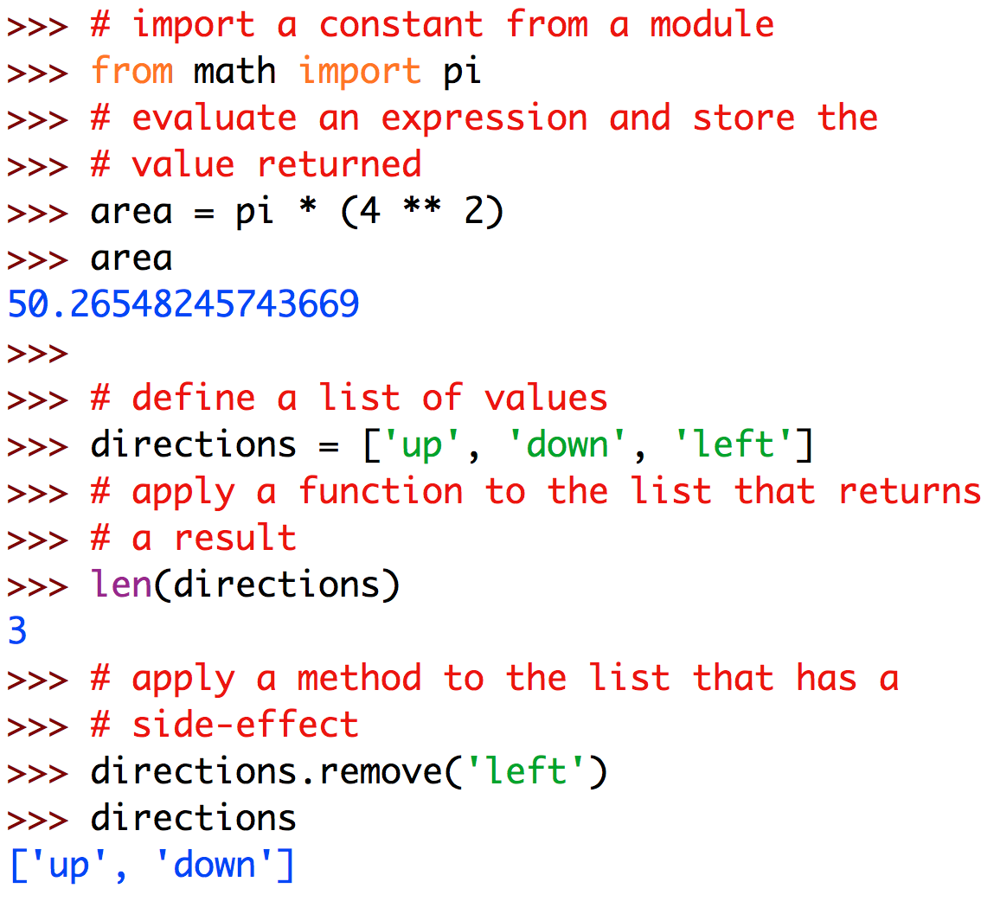 >>> # import a constant from a module
>>> from math import pi
>>> # evaluate an expression and store the
>>> # value returned
>>> area = pi * (4 ** 2)
>>> area
50.26548245743669
>>>
>>> # define a list of values
>>> directions = ['up', 'down', 'left']
>>> # apply a function to the list that returns
>>> # a result
>>> len(directions)
3
>>> # apply a method to the list that has a
>>> # side-effect
>>> directions.remove('left')
>>> directions
['up', 'down']